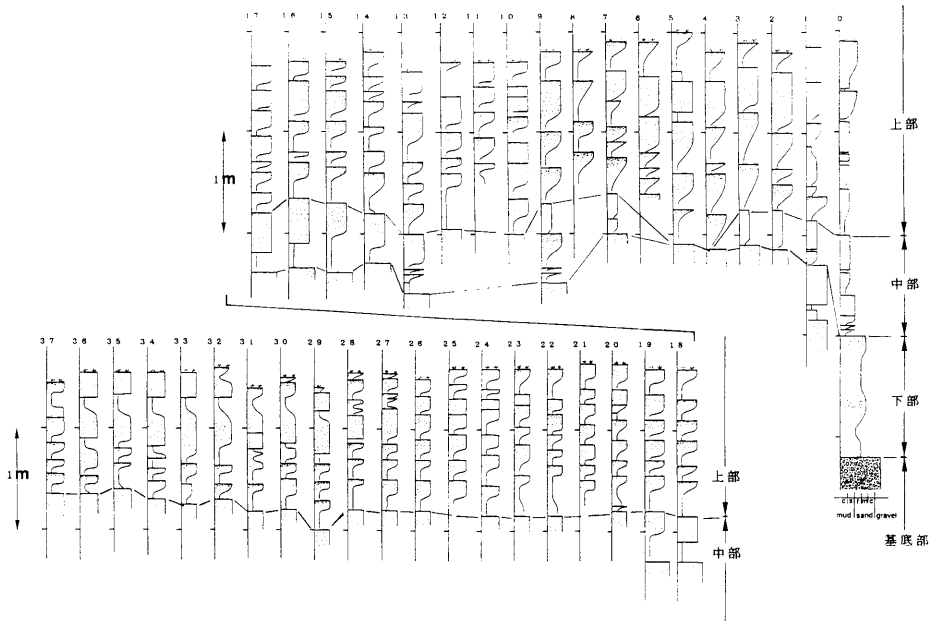 17 16 15 14 13 12 11 10 9 8 7 6 5 4 3 2 1 0
1m
上部
中部
下部
基底部
c s f m c
mud sand gravel
37 36 35 34 33 32 31 30 29 28 27 26 25 24 23 22 21 20 19 18
1m
上部
中部